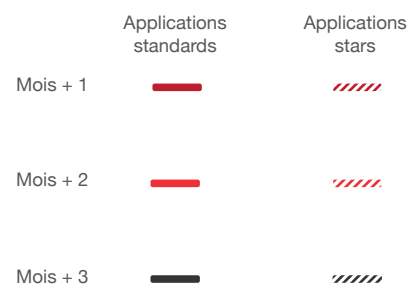 Applications
standards
Applications
stars
Mois + 1
Mois + 2
Mois + 3